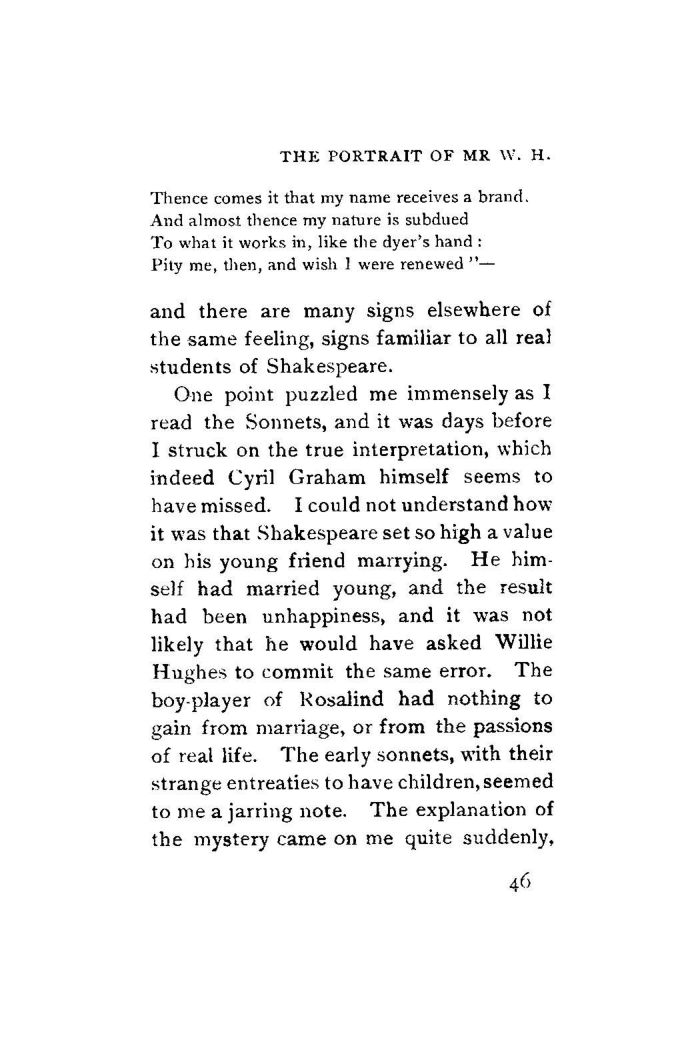 THE PORTRAIT OF MR W. H.
Thence comes it that my name receives a brand.
And almost thence my nature is subdued
To what it works in, like the dyer's hand :
Pity me, then, and wish I were renewed "—
and there are many signs elsewhere of
the same feeling, signs familiar to all real
students of Shakespeare.
One point puzzled me immensely as I
read the Sonnets, and it was days before
I struck on the true interpretation, which
indeed Cyril Graham himself seems to
have missed. I could not understand how
it was that Shakespeare set so high a value
on his young friend marrying. He him-
self had married young, and the result
had been unhappiness, and it was not
likely that he would have asked Willie
Hughes to commit the same error. The
boy-player of Rosalind had nothing to
gain from marriage, or from the passions
of real life. The early sonnets, with their
strange entreaties to have children, seemed
to me a jarring note. The explanation of
the mystery came on me quite suddenly,
46